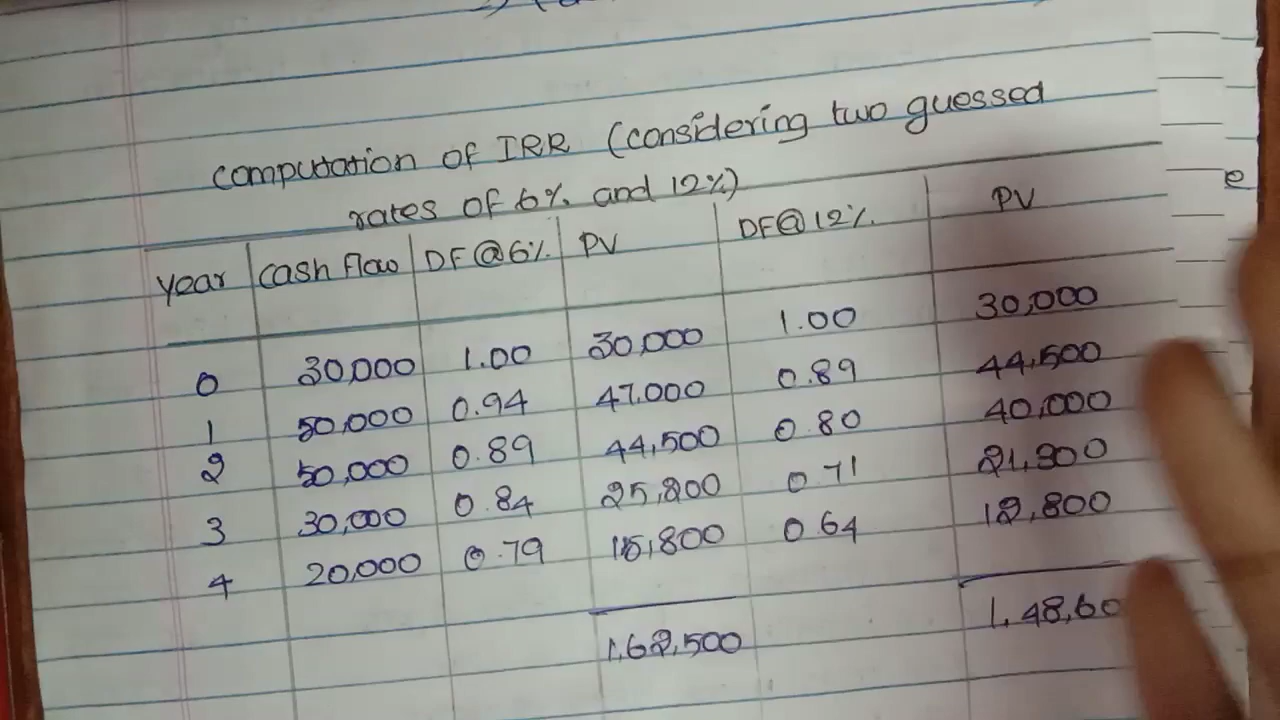 computation of IRR (considering two guessed
rates of 6% and 12%)
e
year cash flow DF@6% PV DF@12% PV
0 30,000 1.00 30,000 1.00 30,000
1 50,000 0.94 47.000 0.89 44,500
2 50,000 0.89 44,500 0.80 40,000
3 30,000 0.84 25,200 0.71 21,300
4 20,000 0.79 15,800 0.64 12,800
1,62,500 1,48,60